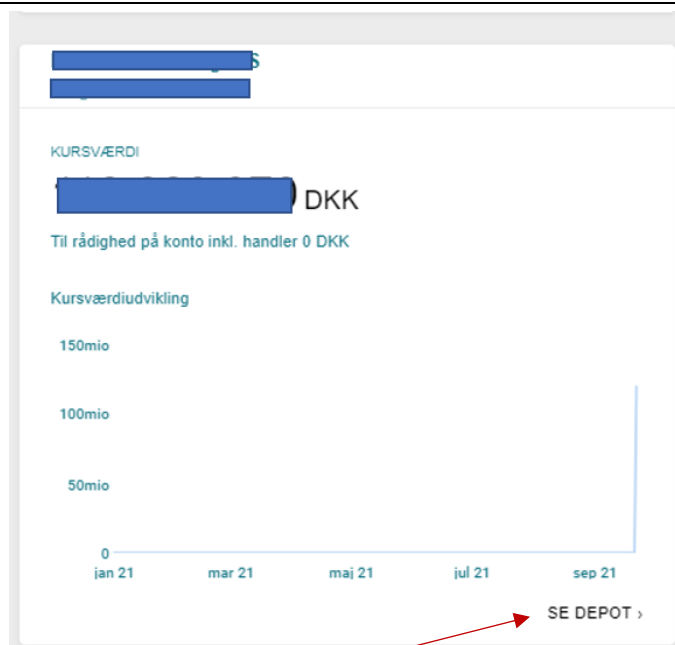 KURSVÆRDI
DKK
Til rådighed på konto inkl. handler 0 DKK
Kursværdiudvikling
150mio
100mio
50mio
0
jan 21 mar 21 maj 21 jul 21 sep 21
SE DEPOT ›